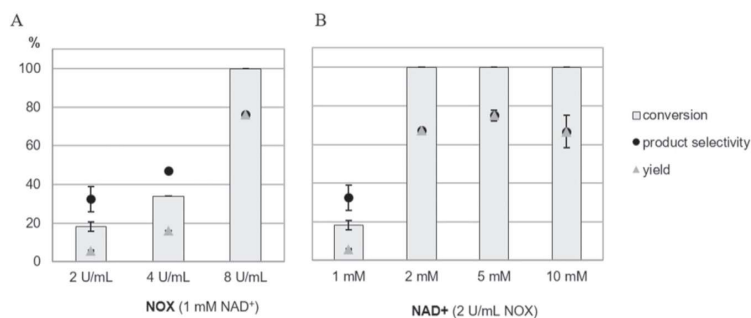 A
B
%
100
80
60
40
20
0
2 U/mL
4 U/mL
8 U/mL
NOX (1 mM NAD⁺)
1 mM
2 mM
5 mM
10 mM
NAD+ (2 U/mL NOX)
conversion
product selectivity
yield